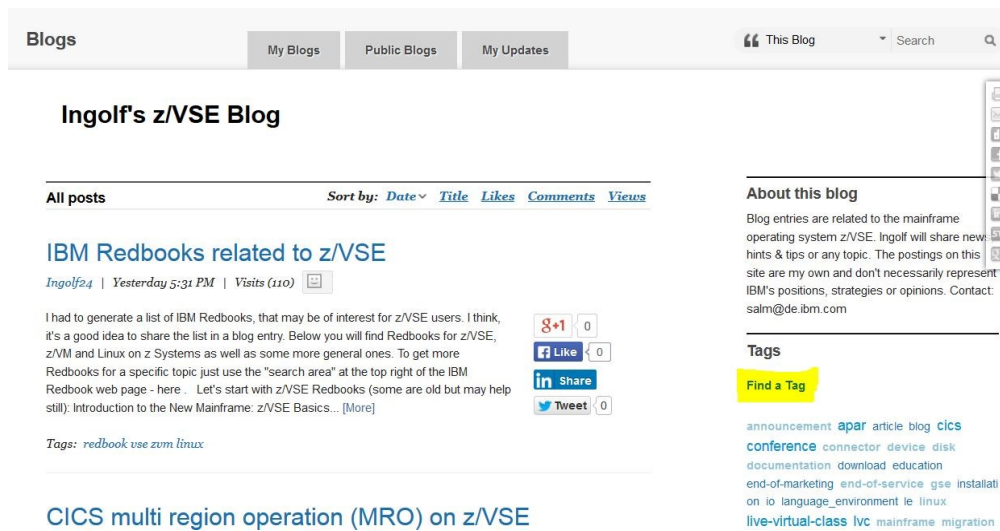 Blogs
My Blogs
Public Blogs
My Updates
This Blog
Search
Ingolf's z/VSE Blog
All posts
Sort by: Date Title Likes Comments Views
IBM Redbooks related to z/VSE
Ingolf24 | Yesterday 5:31 PM | Visits (110)
I had to generate a list of IBM Redbooks, that may be of interest for z/VSE users. I think,
it's a good idea to share the list in a blog entry. Below you will find Redbooks for z/VSE,
z/VM and Linux on z Systems as well as some more general ones. To get more
Redbooks for a specific topic just use the "search area" at the top right of the IBM
Redbook web page - here . Let's start with z/VSE Redbooks (some are old but may help
still): Introduction to the New Mainframe: z/VSE Basics... [More]
g+1 0
Like 0
in Share
Tweet 0
Tags: redbook vse zvm linux
CICS multi region operation (MRO) on z/VSE
About this blog
Blog entries are related to the mainframe
operating system z/VSE. Ingolf will share news
hints & tips or any topic. The postings on this
site are my own and don't necessarily represent
IBM's positions, strategies or opinions. Contact:
salm@de.ibm.com
Tags
Find a Tag
announcement apar article blog cics
conference connector device disk
documentation download education
end-of-marketing end-of-service gse installati
on io language_environment le linux
live-virtual-class lvc mainframe migration